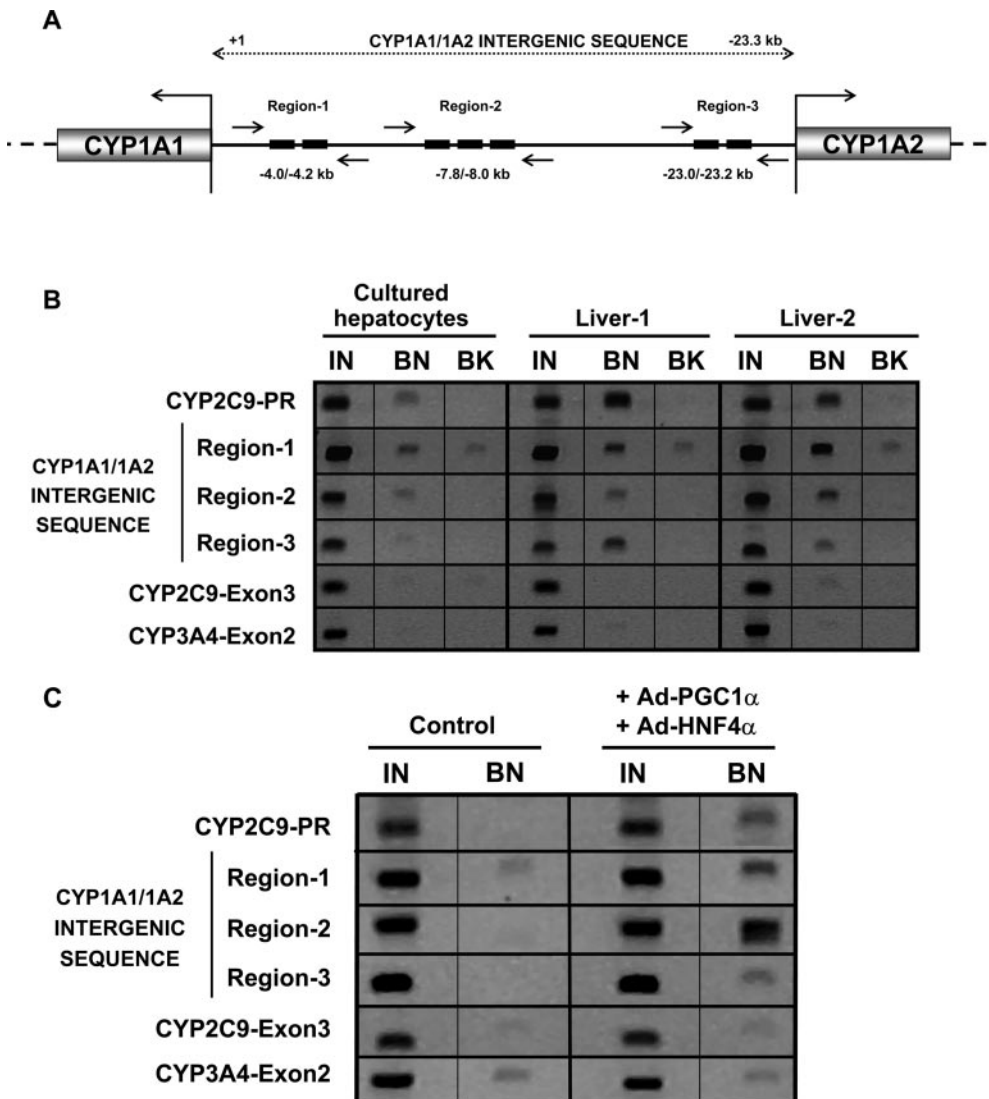 A
+1 CYP1A1/1A2 INTERGENIC SEQUENCE -23.3 kb
Region-1 Region-2 Region-3
CYP1A1 CYP1A2
-4.0/-4.2 kb -7.8/-8.0 kb -23.0/-23.2 kb
B
Cultured
hepatocytes Liver-1 Liver-2
IN BN BK IN BN BK IN BN BK
CYP2C9-PR
CYP1A1/1A2
INTERGENIC
SEQUENCE
Region-1
Region-2
Region-3
CYP2C9-Exon3
CYP3A4-Exon2
C
Control
+ Ad-PGC1α
+ Ad-HNF4α
IN BN IN BN
CYP2C9-PR
CYP1A1/1A2
INTERGENIC
SEQUENCE
Region-1
Region-2
Region-3
CYP2C9-Exon3
CYP3A4-Exon2